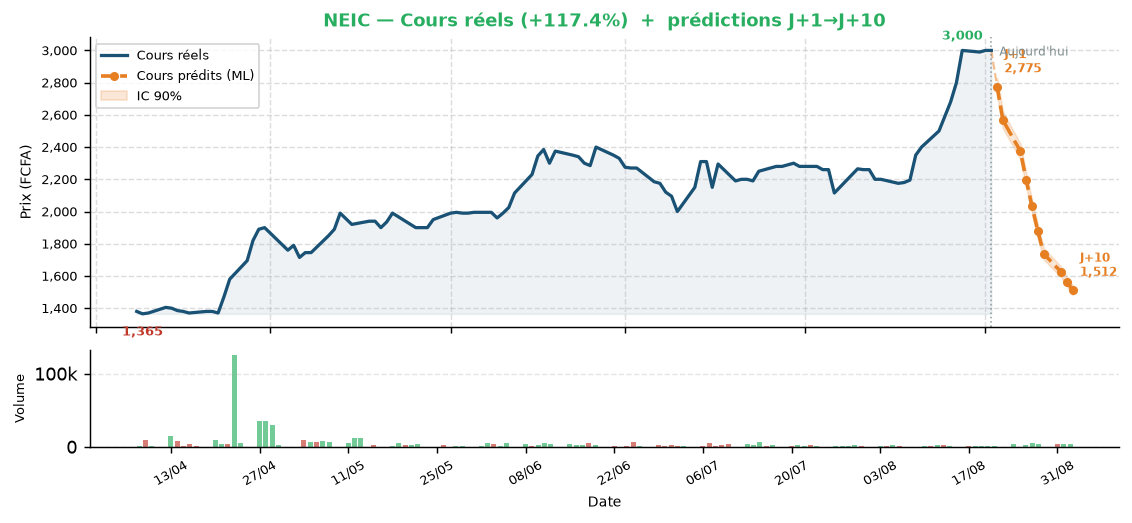 NEIC — Cours réels (+117.4%)  +  prédictions J+1→J+10
Cours réels
Cours prédits (ML)
IC 90%
3,000
Aujourd'hui
J+1
2,775
J+10
1,512
1,365
Prix (FCFA)
3,000
2,800
2,600
2,400
2,200
2,000
1,800
1,600
1,400
Volume
100k
0
13/04
27/04
11/05
25/05
08/06
22/06
06/07
20/07
03/08
17/08
31/08
Date